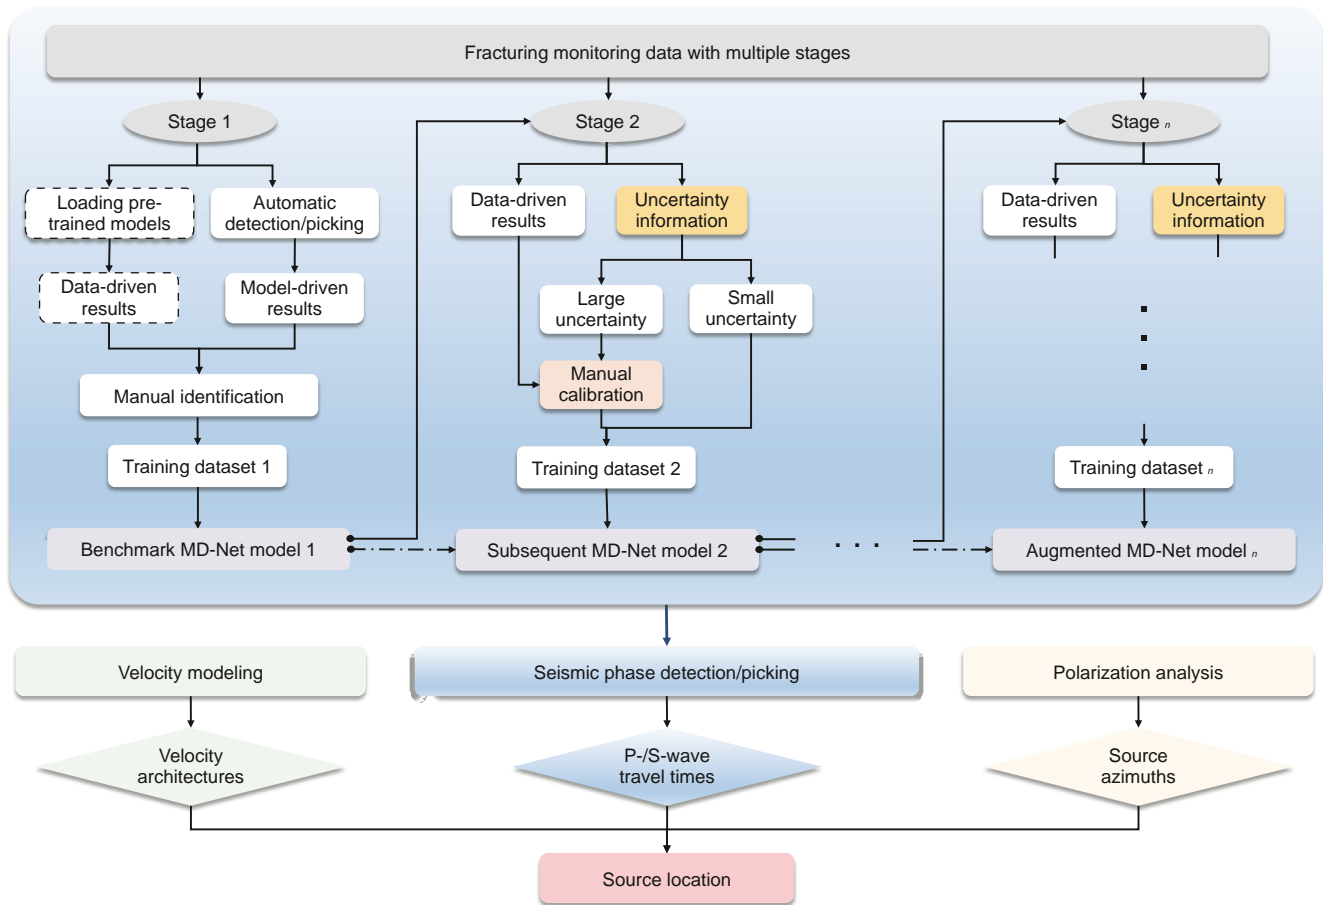 Fracturing monitoring data with multiple stages
Stage 1
Stage 2
Stage n
Loading pre-
trained models
Automatic
detection/picking
Data-driven
results
Uncertainty
information
Data-driven
results
Uncertainty
information
Data-driven
results
Model-driven
results
Large
uncertainty
Small
uncertainty
Manual identification
Manual
calibration
Training dataset 1
Training dataset 2
Training dataset n
Benchmark MD-Net model 1
Subsequent MD-Net model 2
. . .
Augmented MD-Net model n
Velocity modeling
Seismic phase detection/picking
Polarization analysis
Velocity
architectures
P-/S-wave
travel times
Source
azimuths
Source location